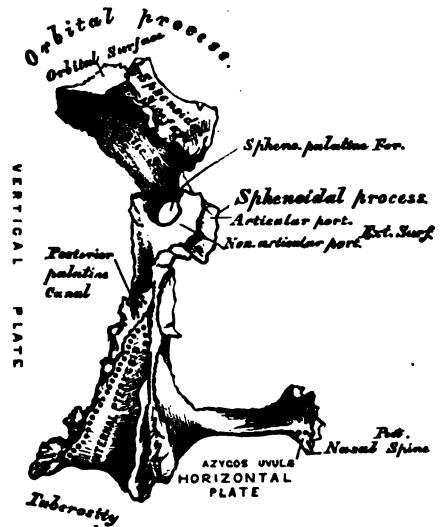 Orbital process.
Orbital Surface
Sphenoidal
Spheno. palatine For.
Sphenoidal process
Articular port.
Non. articular port.
Ext. Surf.
Posterior
palatine
Canal
VERTICAL PLATE
Post.
Nasal Spine
AZYGOS UVULÆ
HORIZONTAL
PLATE
Tuberosity